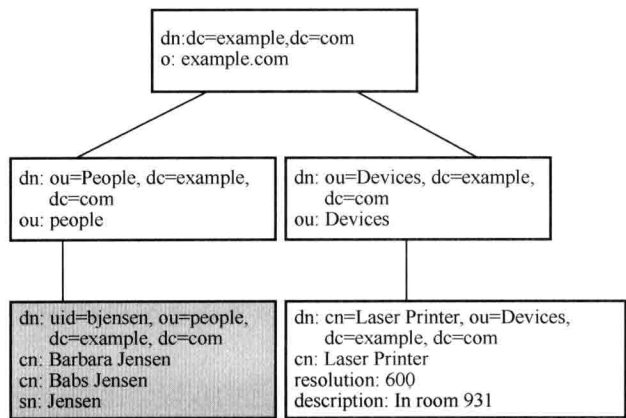 dn:dc=example,dc=com
o: example.com
dn: ou=People, dc=example,
dc=com
ou: people
dn: ou=Devices, dc=example,
dc=com
ou: Devices
dn: uid=bjensen, ou=people,
dc=example, dc=com
cn: Barbara Jensen
cn: Babs Jensen
sn: Jensen
dn: cn=Laser Printer, ou=Devices,
dc=example, dc=com
cn: Laser Printer
resolution: 600
description: In room 931